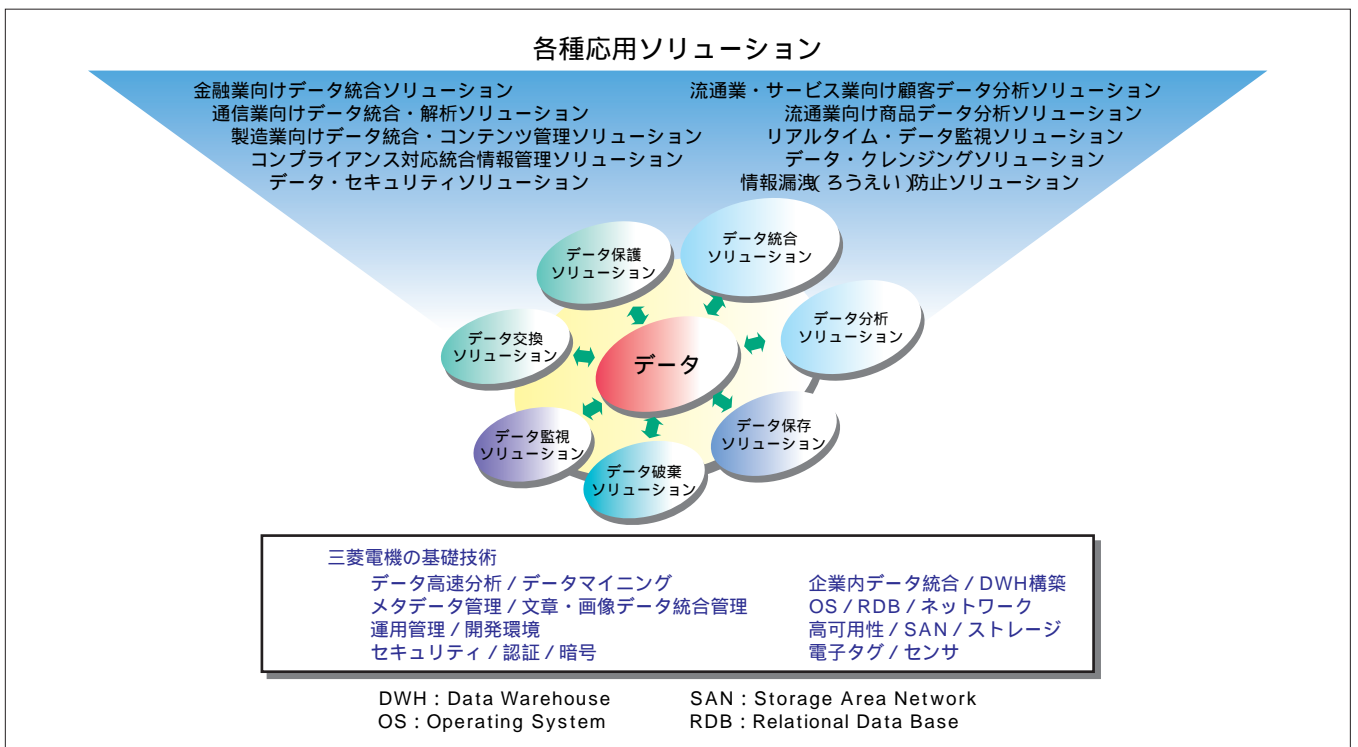 各種応用ソリューション
金融業向けデータ統合ソリューション
通信業向けデータ統合・解析ソリューション
製造業向けデータ統合・コンテンツ管理ソリューション
コンプライアンス対応統合情報管理ソリューション
データ・セキュリティソリューション
流通業・サービス業向け顧客データ分析ソリューション
流通業向け商品データ分析ソリューション
リアルタイム・データ監視ソリューション
データ・クレンジングソリューション
情報漏洩(ろうえい)防止ソリューション
データ保護
ソリューション
データ統合
ソリューション
データ交換
ソリューション
データ
データ分析
ソリューション
データ監視
ソリューション
データ破棄
ソリューション
データ保存
ソリューション
三菱電機の基礎技術
データ高速分析/データマイニング
メタデータ管理/文章・画像データ統合管理
運用管理/開発環境
セキュリティ/認証/暗号
企業内データ統合/DWH構築
OS/RDB/ネットワーク
高可用性/SAN/ストレージ
電子タグ/センサ
DWH:Data Warehouse
OS:Operating System
SAN:Storage Area Network
RDB:Relational Data Base